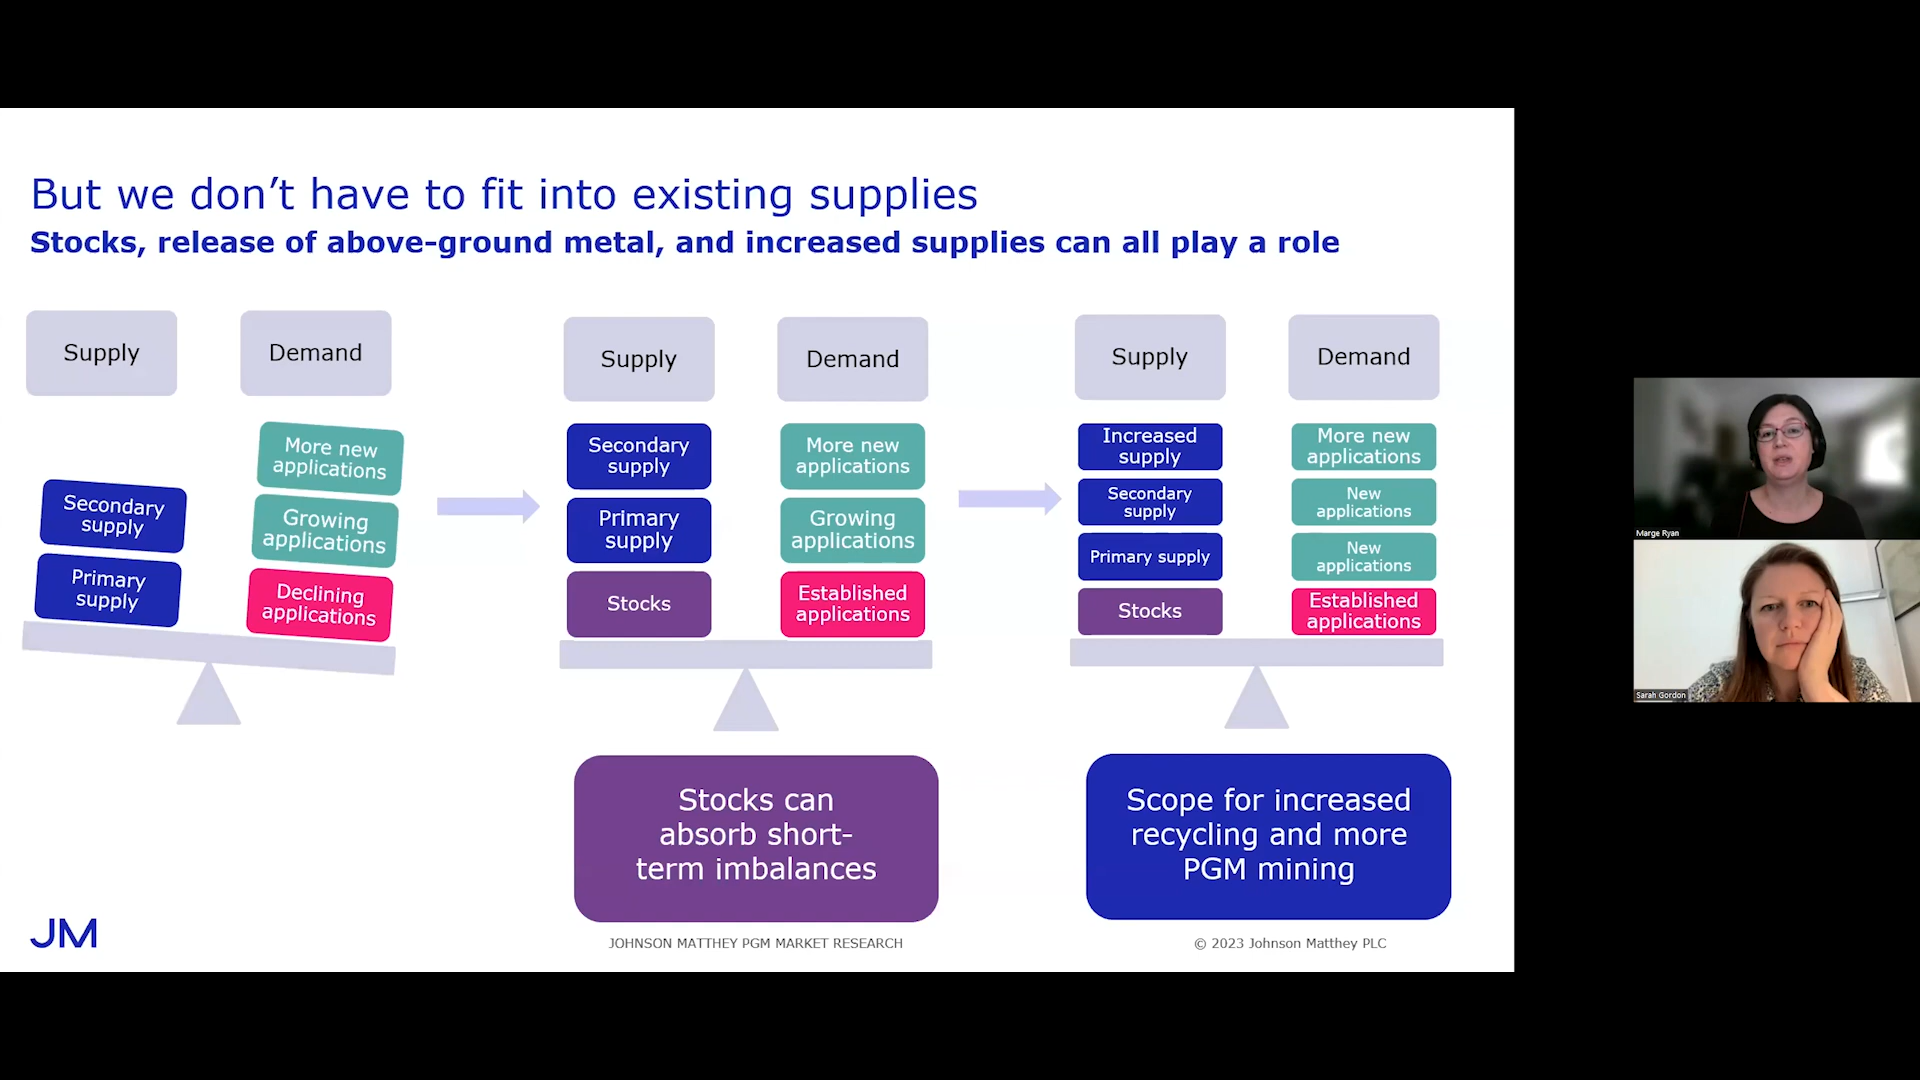 But we don’t have to fit into existing supplies
Stocks, release of above-ground metal, and increased supplies can all play a role
Supply
Demand
More new
applications
Secondary
supply
Growing
applications
Primary
supply
Declining
applications
Supply
Demand
Secondary
supply
More new
applications
Primary
supply
Growing
applications
Stocks
Established
applications
Stocks can
absorb short-
term imbalances
Supply
Demand
Increased
supply
More new
applications
Secondary
supply
New
applications
Primary supply
New
applications
Stocks
Established
applications
Scope for increased
recycling and more
PGM mining
JM
JOHNSON MATTHEY PGM MARKET RESEARCH
© 2023 Johnson Matthey PLC
Marge Ryan
Sarah Gordon